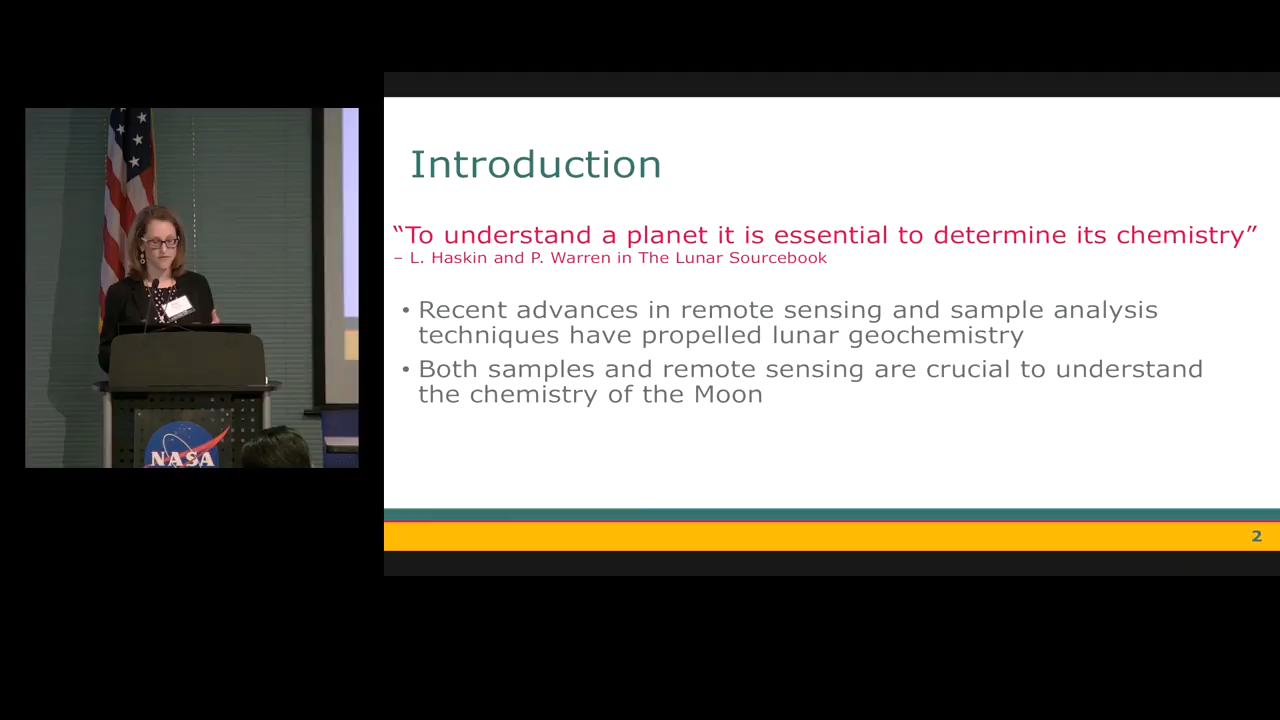 Introduction
“To understand a planet it is essential to determine its chemistry”
– L. Haskin and P. Warren in The Lunar Sourcebook
• Recent advances in remote sensing and sample analysis
techniques have propelled lunar geochemistry
• Both samples and remote sensing are crucial to understand
the chemistry of the Moon
NASA
2